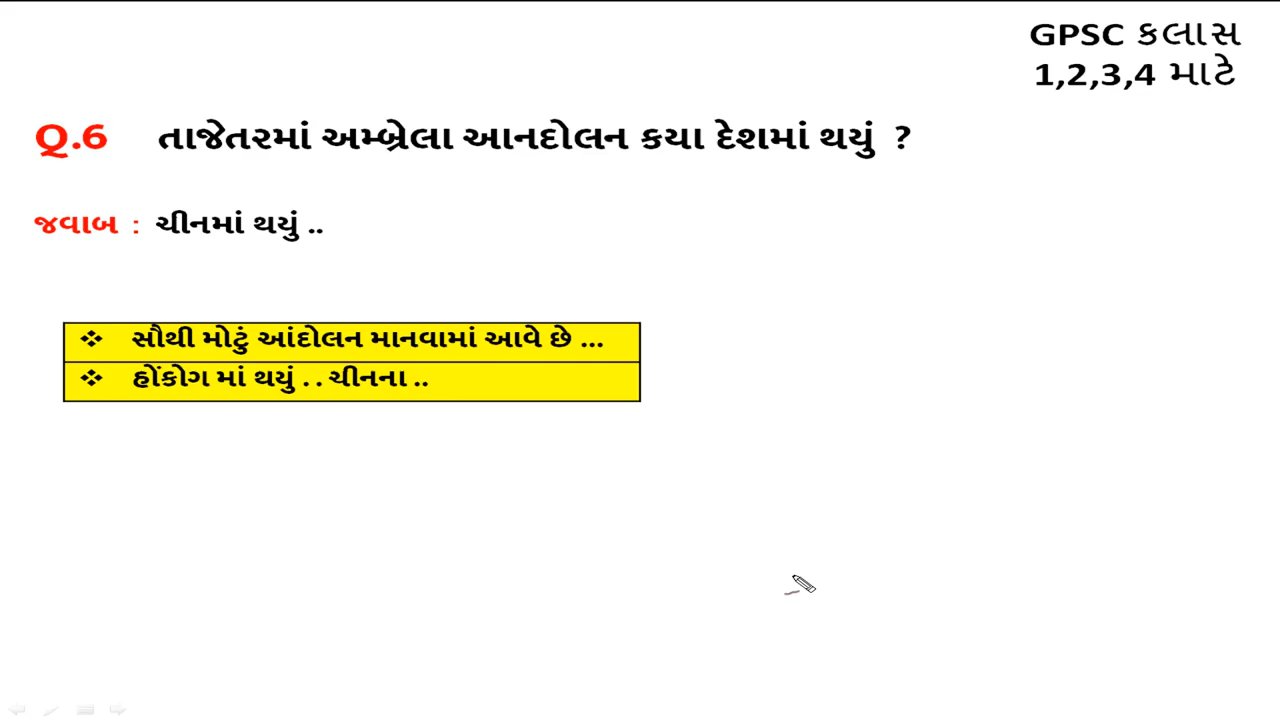 GPSC કલાસ
1,2,3,4 માટે
Q.6 તાજેતરમાં અમ્બ્રેલા આનદોલન કયા દેશમાં થયું ?
જવાબ : ચીનમાં થયું ..
❖ સૌથી મોટું આંદોલન માનવામાં આવે છે ...
❖ હોંકોગ માં થયું . . ચીનના ..